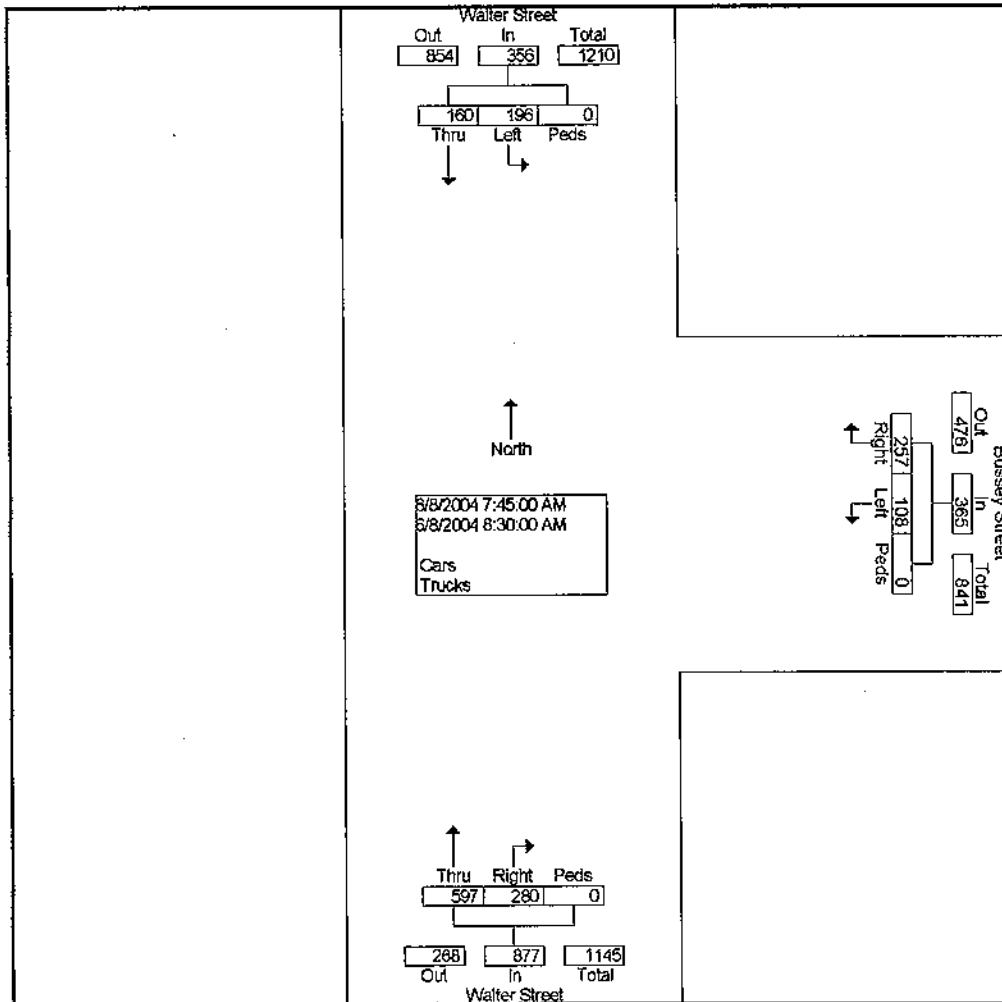 Walter Street
Out In Total
854 356 1210
160 196 0
Thru Left Peds
North
6/8/2004 7:45:00 AM
6/8/2004 8:30:00 AM
Cars
Trucks
Bussey Street
Out In Total
476 365 841
257 108 0
Right Left Peds
Thru Right Peds
597 280 0
268 877 1145
Out In Total
Walter Street